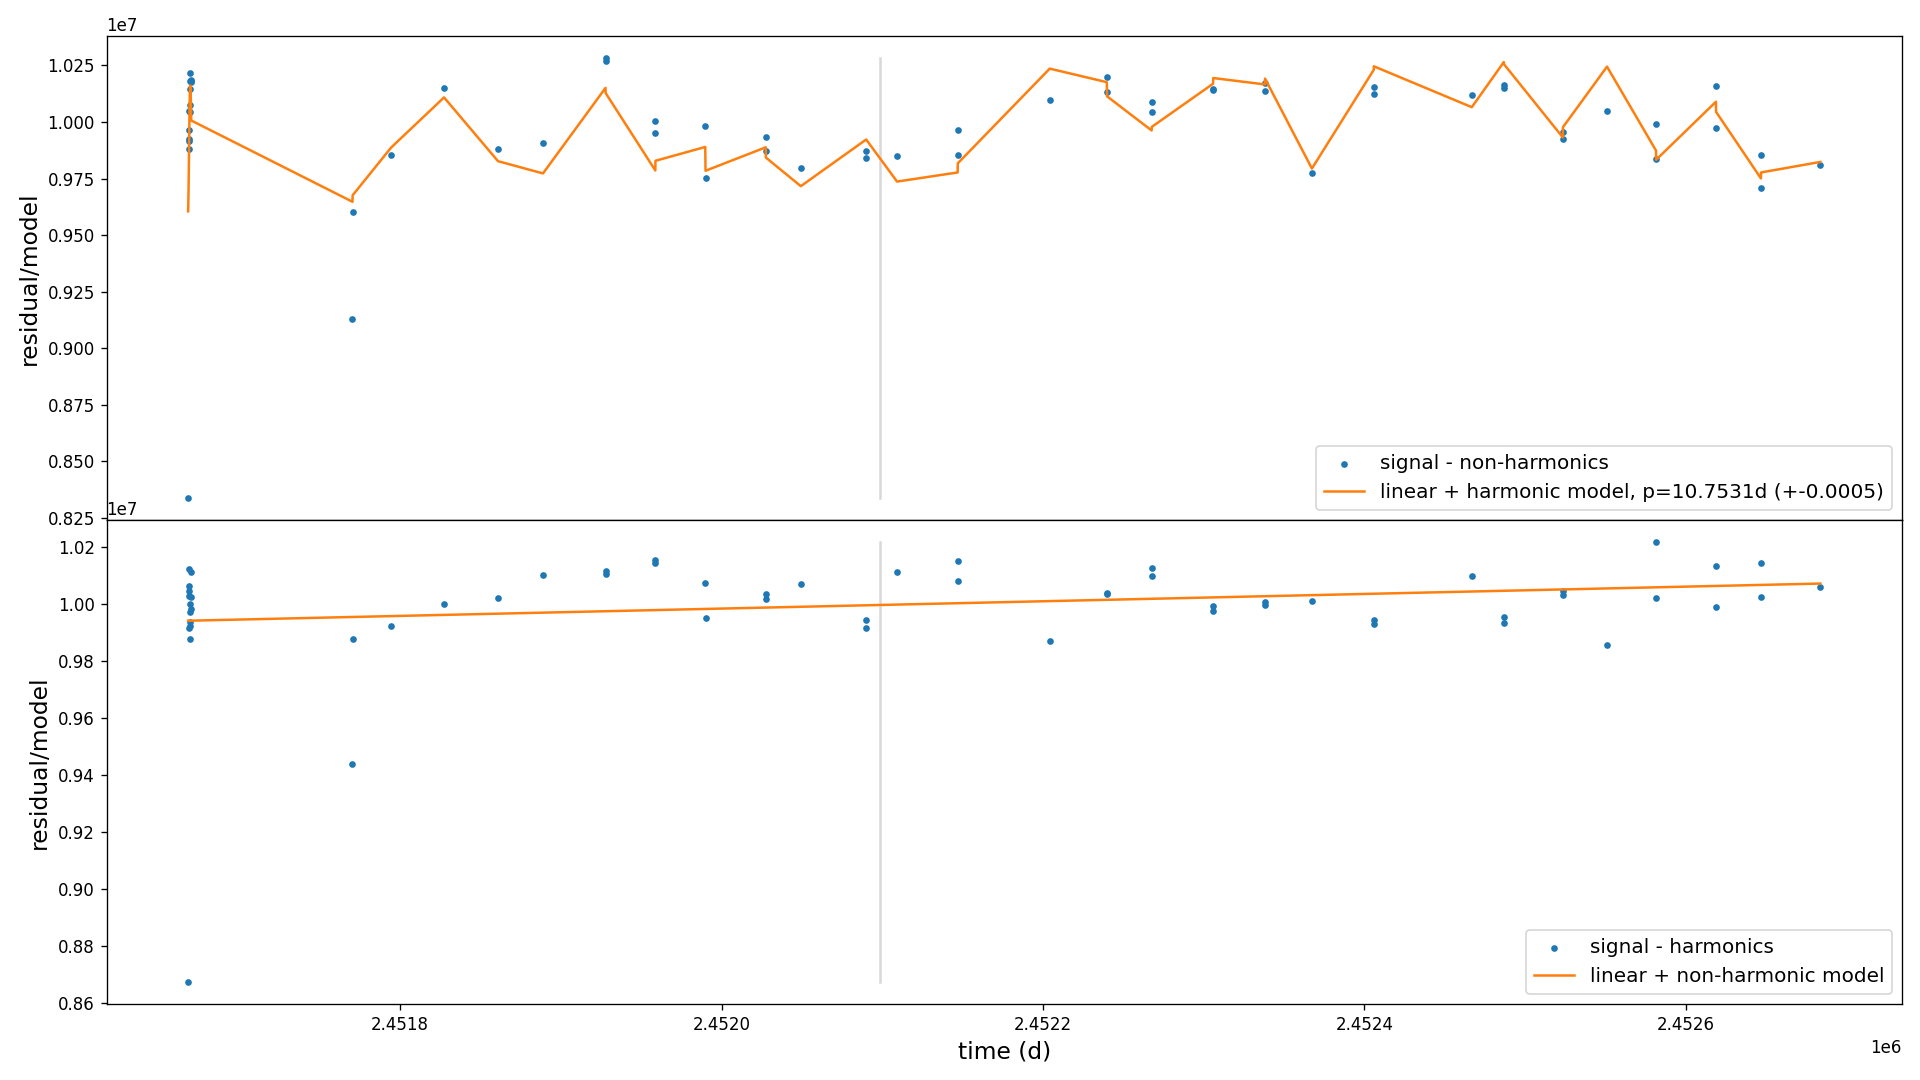 1e7
1.025
1.000
0.975
0.950
0.925
0.900
0.875
0.850
0.825
residual/model
signal - non-harmonics
linear + harmonic model, p=10.7531d (+-0.0005)
1e7
1.02
1.00
0.98
0.96
0.94
0.92
0.90
0.88
0.86
residual/model
signal - harmonics
linear + non-harmonic model
2.4518 2.4520 2.4522 2.4524 2.4526
time (d)
1e6